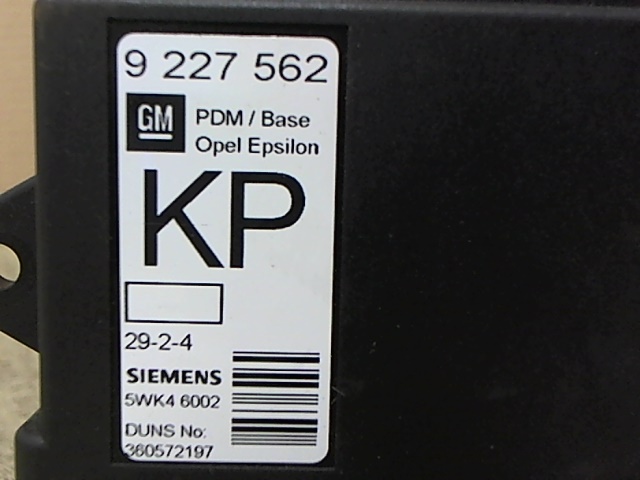 9 227 562
GM
PDM / Base
Opel Epsilon
KP
29-2-4
SIEMENS
5WK4 6002
DUNS No:
360572197